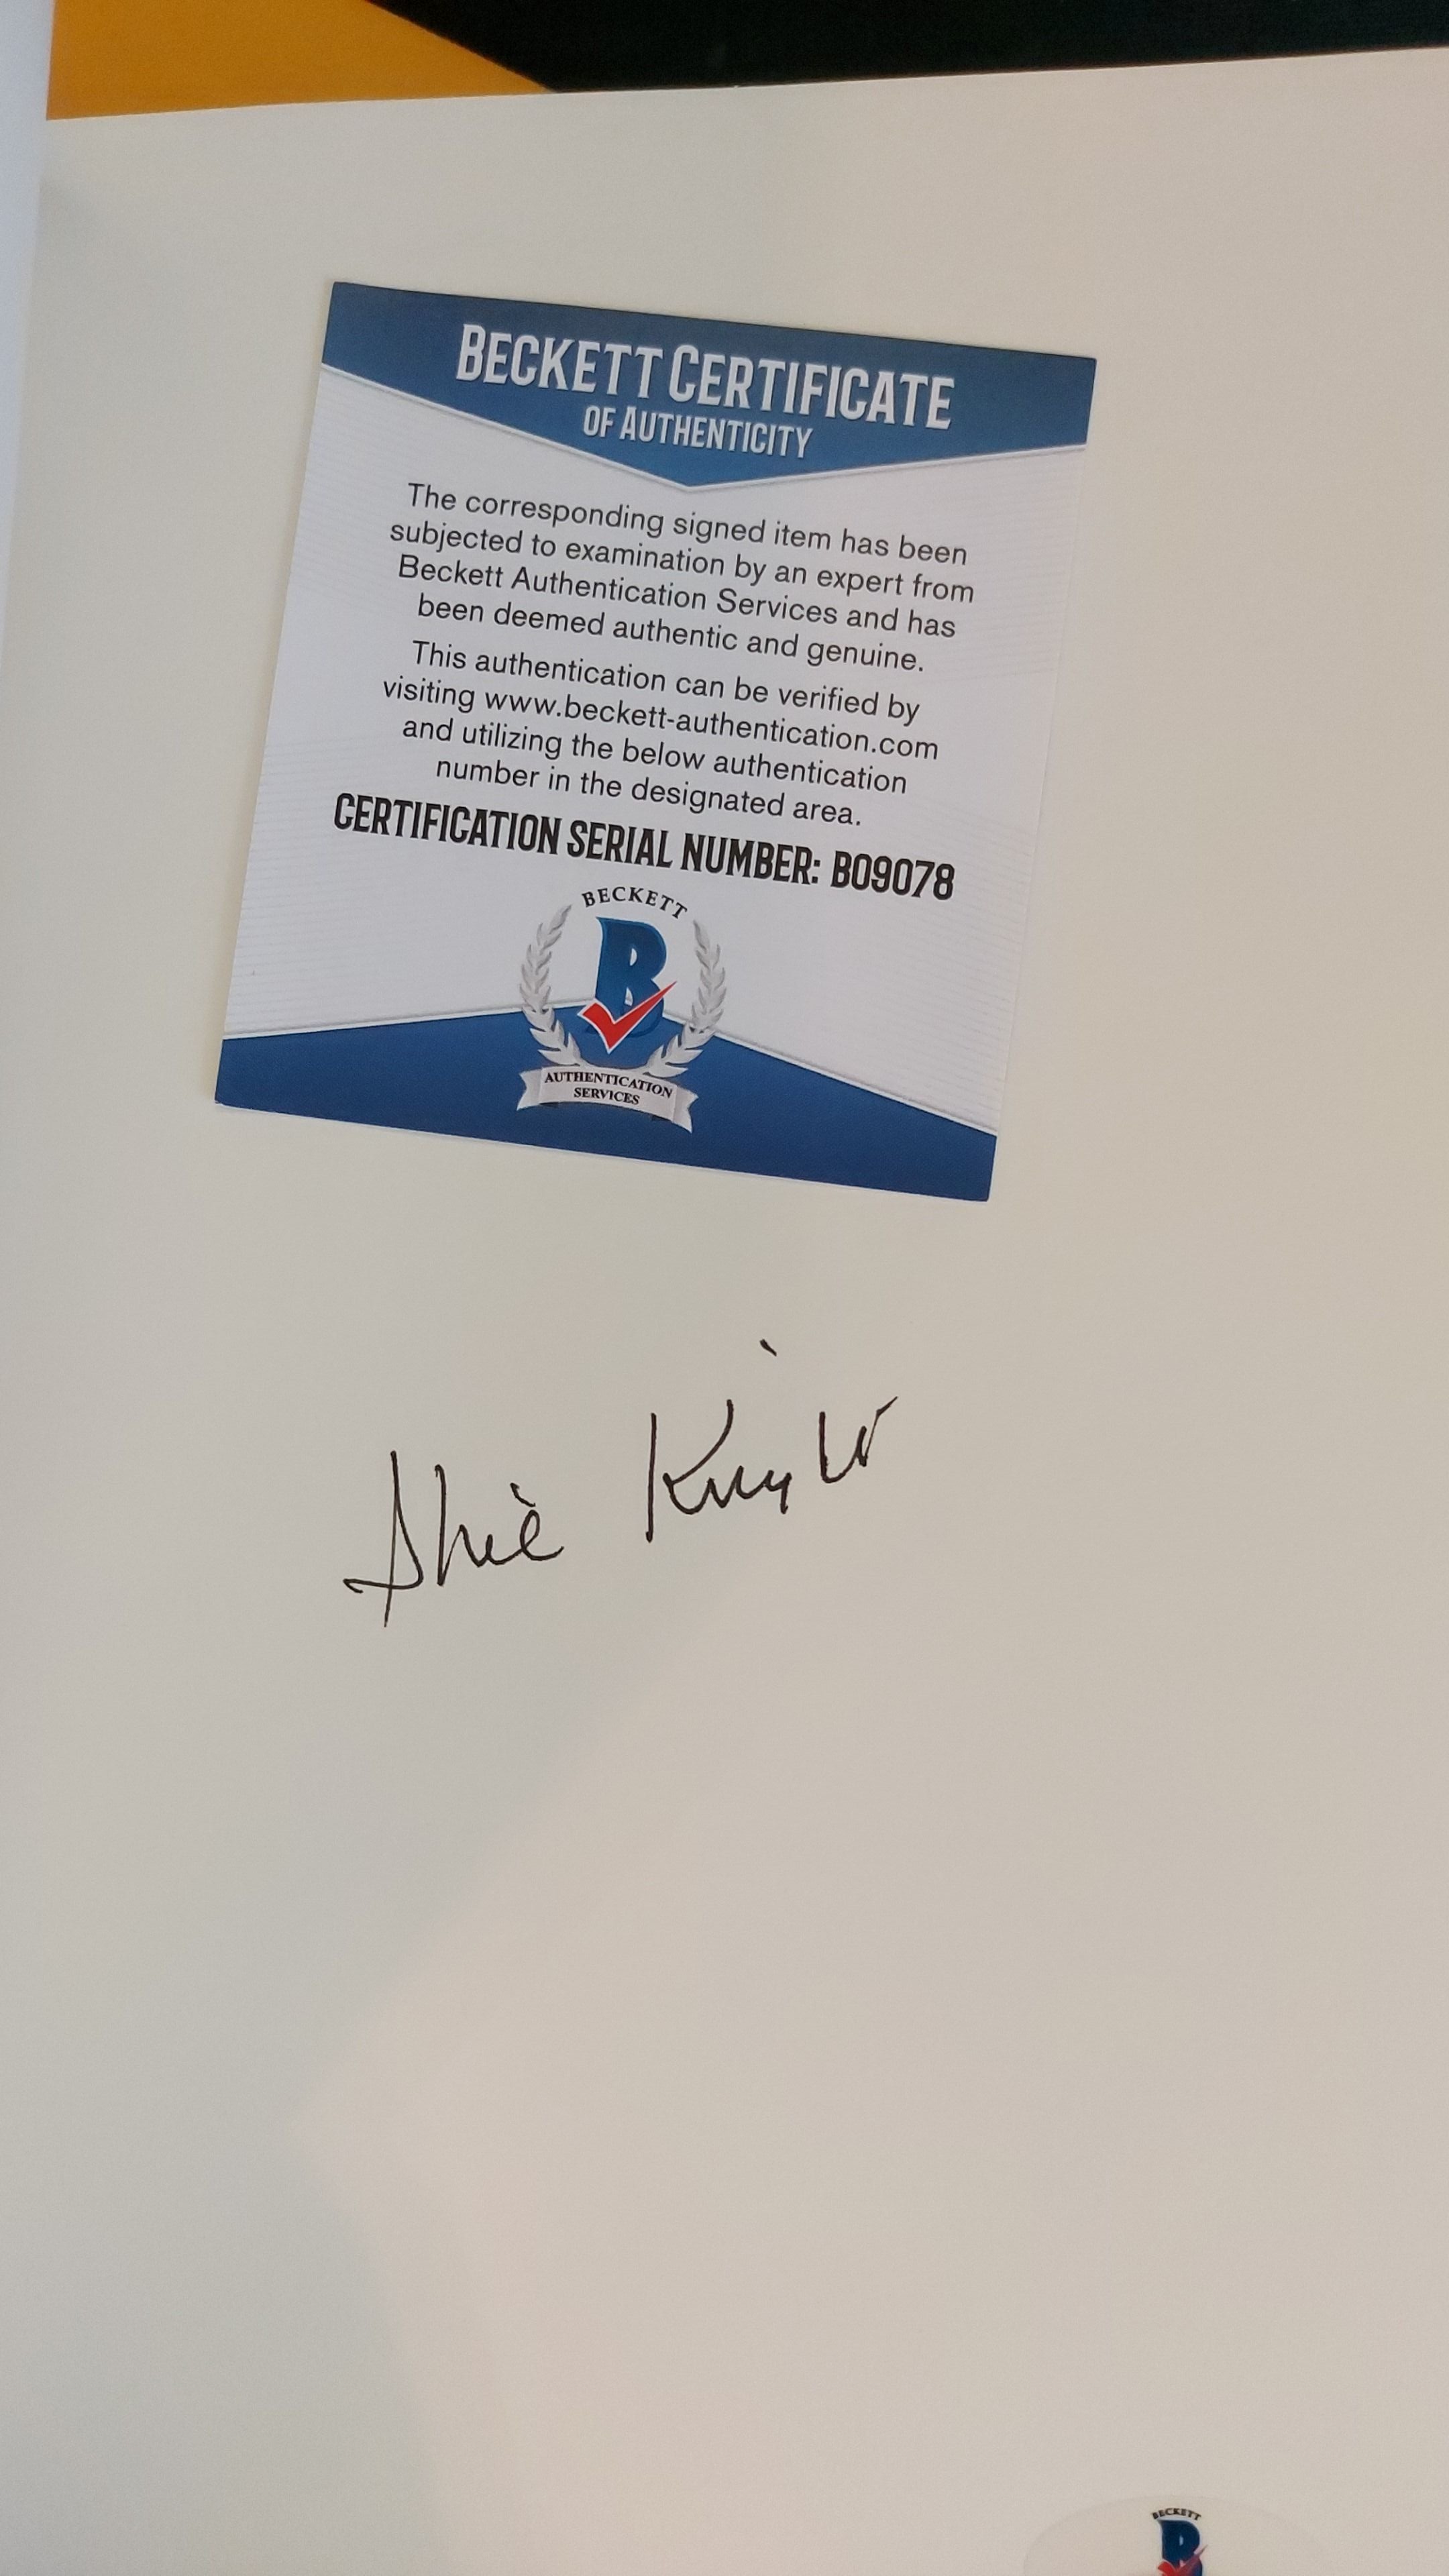 BECKETT CERTIFICATE
OF AUTHENTICITY
The corresponding signed item has been
subjected to examination by an expert from
Beckett Authentication Services and has
been deemed authentic and genuine.
This authentication can be verified by
visiting www.beckett-authentication.com
and utilizing the below authentication
number in the designated area.
CERTIFICATION SERIAL NUMBER: B09078
BECKETT
B
AUTHENTICATION
SERVICES
BECKETT
B